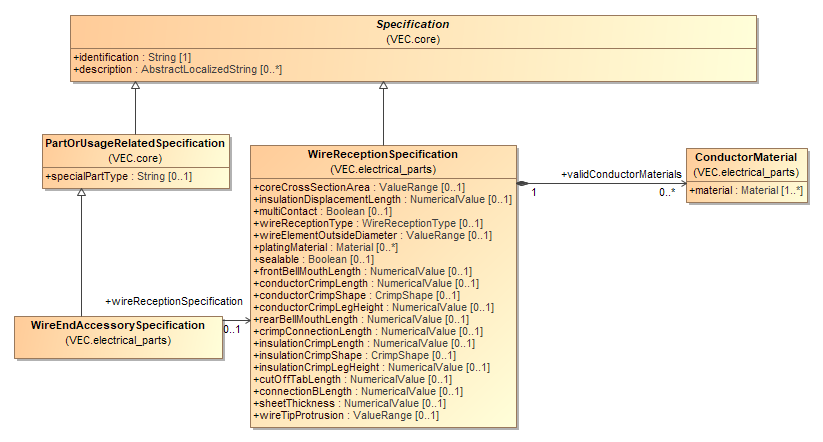 Specification
(VEC.core)
+identification : String [1]
+description : AbstractLocalizedString [0..*]
PartOrUsageRelatedSpecification
(VEC.core)
+specialPartType : String [0..1]
WireReceptionSpecification
(VEC.electrical_parts)
+coreCrossSectionArea : ValueRange [0..1]
+insulationDisplacementLength : NumericalValue [0..1]
+multiContact : Boolean [0..1]
+wireReceptionType : WireReceptionType [0..1]
+wireElementOutsideDiameter : ValueRange [0..1]
+platingMaterial : Material [0..*]
+sealable : Boolean [0..1]
+frontBellMouthLength : NumericalValue [0..1]
+conductorCrimpLength : NumericalValue [0..1]
+conductorCrimpShape : CrimpShape [0..1]
+conductorCrimpLegHeight : NumericalValue [0..1]
+rearBellMouthLength : NumericalValue [0..1]
+crimpConnectionLength : NumericalValue [0..1]
+insulationCrimpLength : NumericalValue [0..1]
+insulationCrimpShape : CrimpShape [0..1]
+insulationCrimpLegHeight : NumericalValue [0..1]
+cutOffTabLength : NumericalValue [0..1]
+connectionBLength : NumericalValue [0..1]
+sheetThickness : NumericalValue [0..1]
+wireTipProtrusion : ValueRange [0..1]
+validConductorMaterials
1
0..*
ConductorMaterial
(VEC.electrical_parts)
+material : Material [1..*]
+wireReceptionSpecification
0..1
WireEndAccessorySpecification
(VEC.electrical_parts)